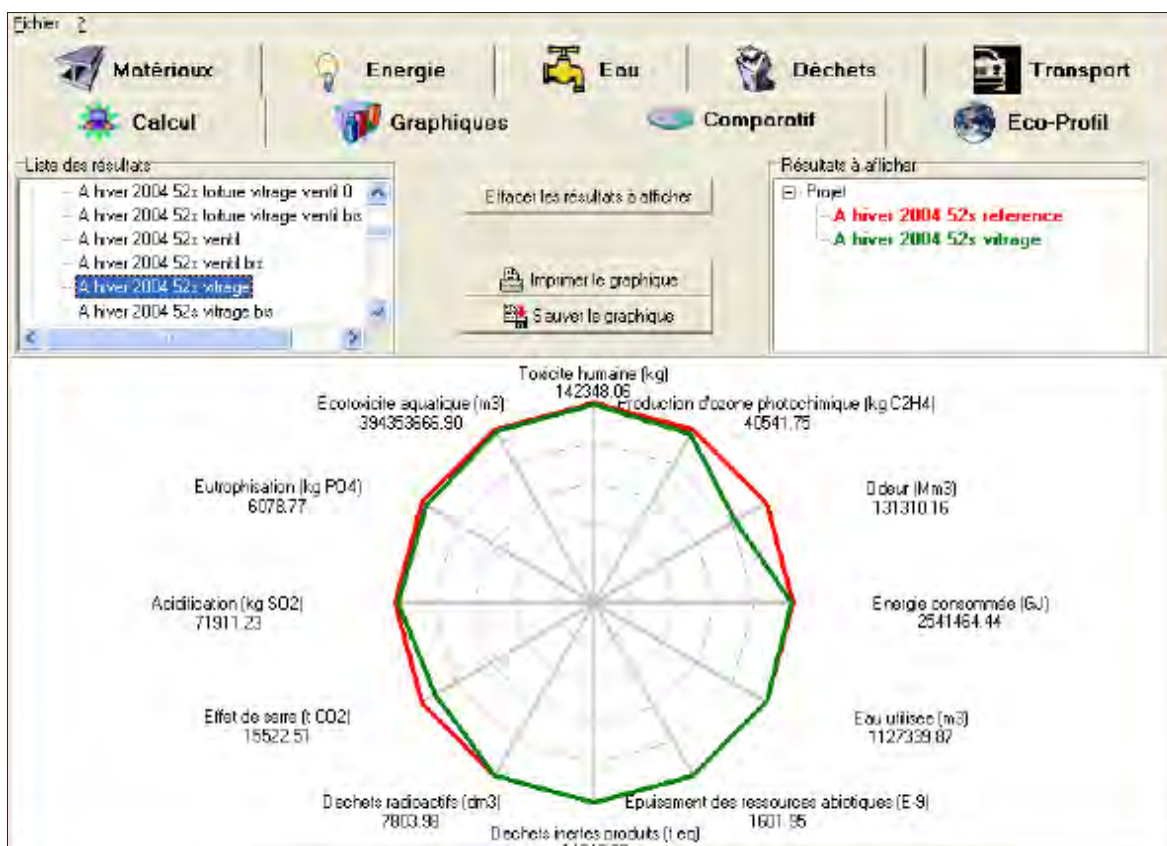 Fichier ?
Matériaux Energie Eau Déchets Transport
Calcul Graphiques Comparatif Eco-Profil
Liste des résultats
A hiver 2004 52s toiture vitrage ventil 0
A hiver 2004 52s toiture vitrage ventil bis
A hiver 2004 52s ventil
A hiver 2004 52s ventil bis
A hiver 2004 52s vitrage
A hiver 2004 52s vitrage bis
Effacer les résultats à afficher
Imprimer le graphique
Sauver le graphique
Résultats à afficher
Projet
A hiver 2004 52s reference
A hiver 2004 52s vitrage
Toxicite humaine (kg)
142348.06
Production d'ozone photochimique (kg C2H4)
40541.75
Odeur (Mm3)
131310.16
Energie consommée (GJ)
2541464.44
Eau utilisee (m3)
1127339.87
Epuisement des ressources abiotiques (E-9)
1601.95
Dechets inertes produits (t eq)
Dechets radioactifs (dm3)
7803.98
Effet de serre (t CO2)
15522.51
Acidification (kg SO2)
71911.23
Eutrophisation (kg PO4)
6078.77
Ecotoxicite aquatique (m3)